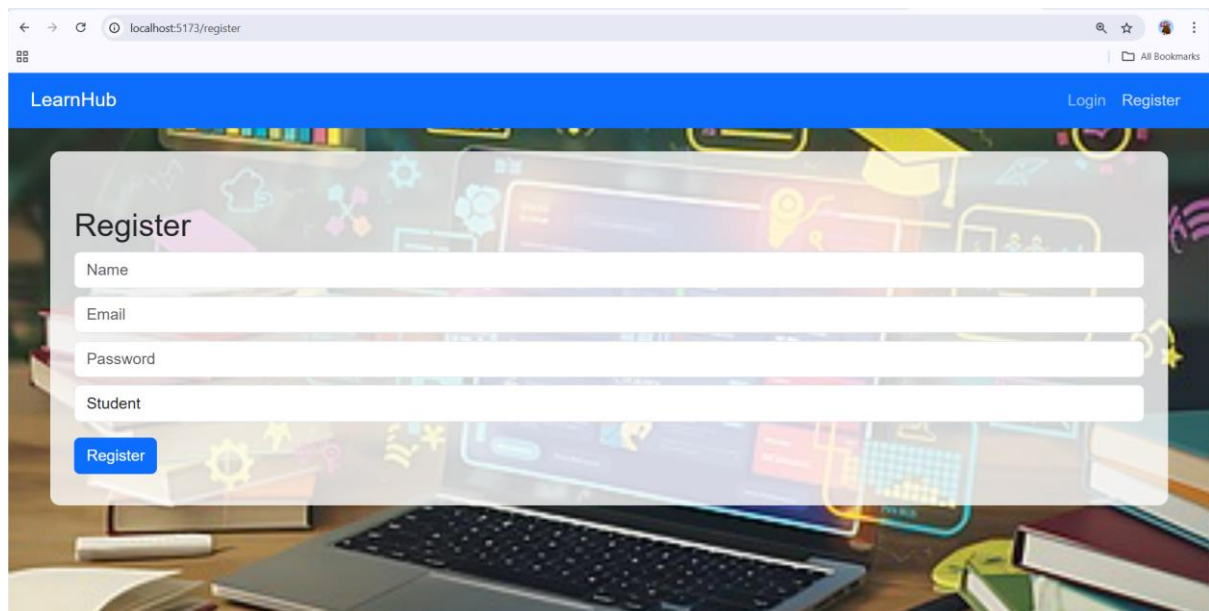 localhost:5173/register
All Bookmarks
LearnHub
Login Register
Register
Name
Email
Password
Student
Register